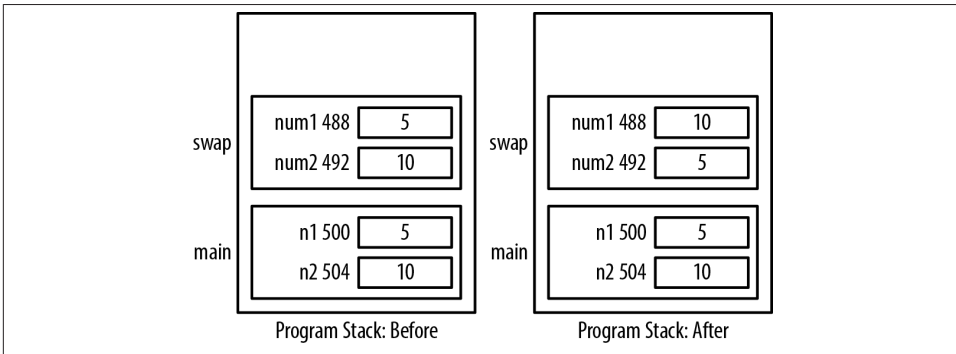 swap
num1 488 5
num2 492 10
main
n1 500 5
n2 504 10
Program Stack: Before
swap
num1 488 10
num2 492 5
main
n1 500 5
n2 504 10
Program Stack: After